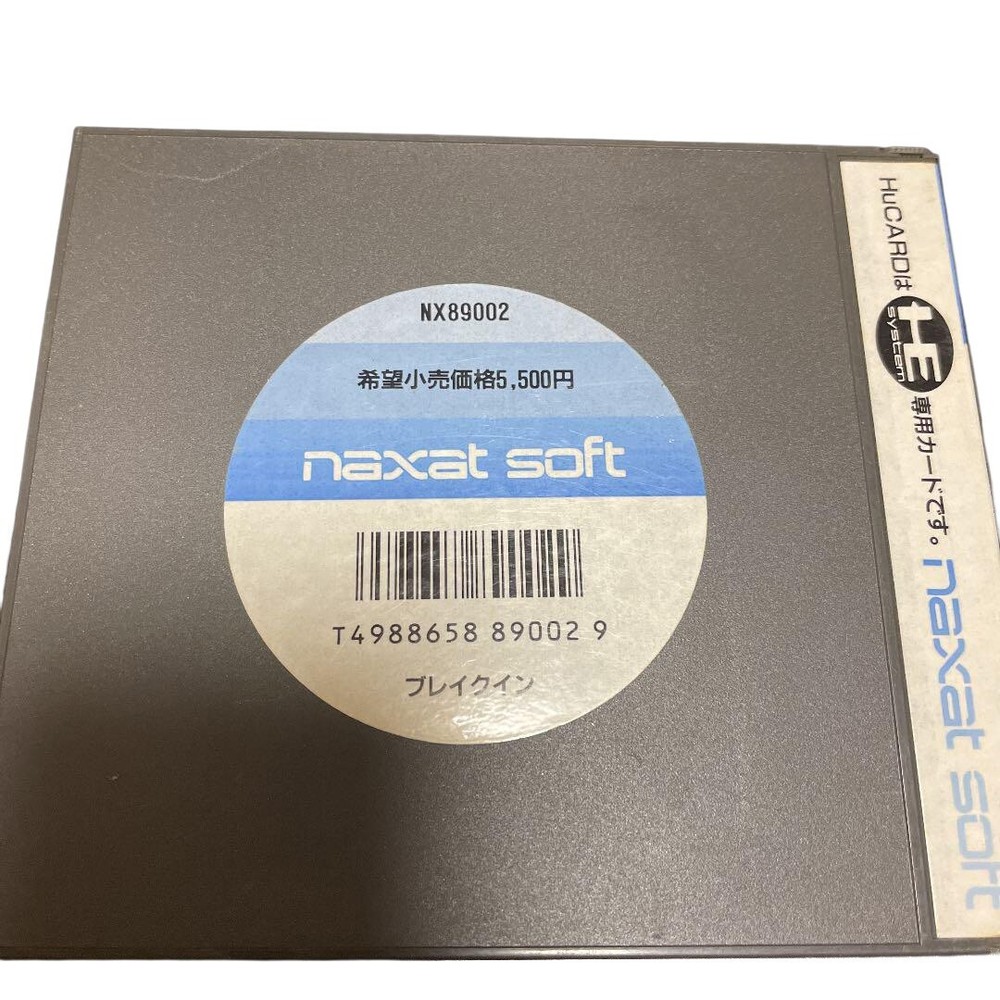 NX89002
希望小売価格5,500円
naxat soft
T4988658 89002 9
ブレイクイン
HuCARDは HE system 専用カードです。 naxat soft